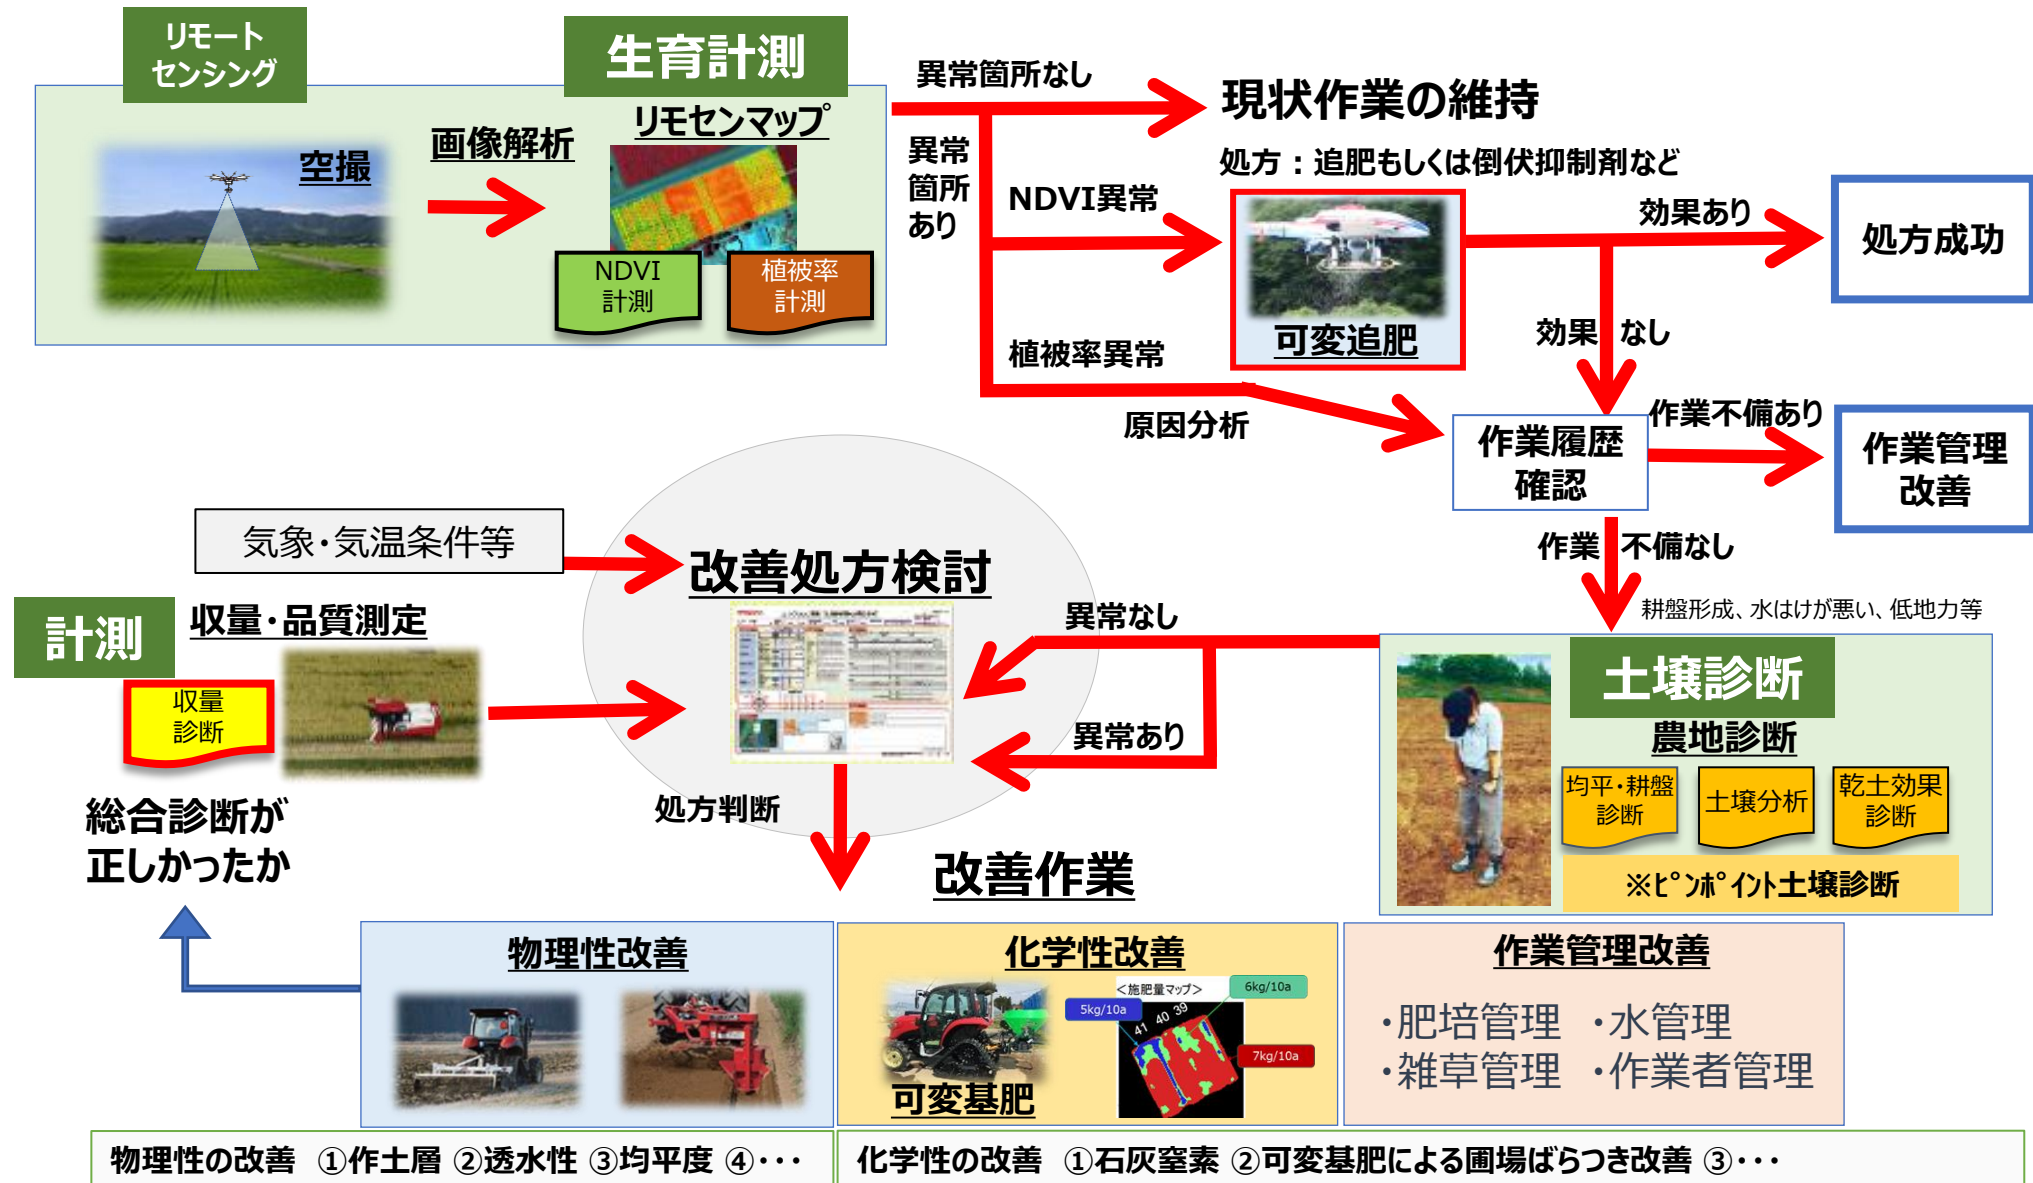 リモート
センシング
生育計測
空撮
画像解析
リモセンマップ
NDVI
計測
植被率
計測
異常箇所なし
現状作業の維持
異常
箇所
あり
処方：追肥もしくは倒伏抑制剤など
NDVI異常
可変追肥
効果あり
処方成功
効果 なし
植被率異常
原因分析
作業履歴
確認
作業不備あり
作業管理
改善
作業 不備なし
耕盤形成、水はけが悪い、低地力等
気象・気温条件等
改善処方検討
計測
収量・品質測定
収量
診断
総合診断が
正しかったか
異常なし
異常あり
処方判断
土壌診断
農地診断
均平・耕盤
診断
土壌分析
乾土効果
診断
※ﾋﾟﾝﾎﾟｲﾝﾄ土壌診断
改善作業
物理性改善
化学性改善
可変基肥
＜施肥量マップ＞
5kg/10a
6kg/10a
7kg/10a
41 40 39
作業管理改善
・肥培管理 ・水管理
・雑草管理 ・作業者管理
物理性の改善 ①作土層 ②透水性 ③均平度 ④・・・
化学性の改善 ①石灰窒素 ②可変基肥による圃場ばらつき改善 ③・・・